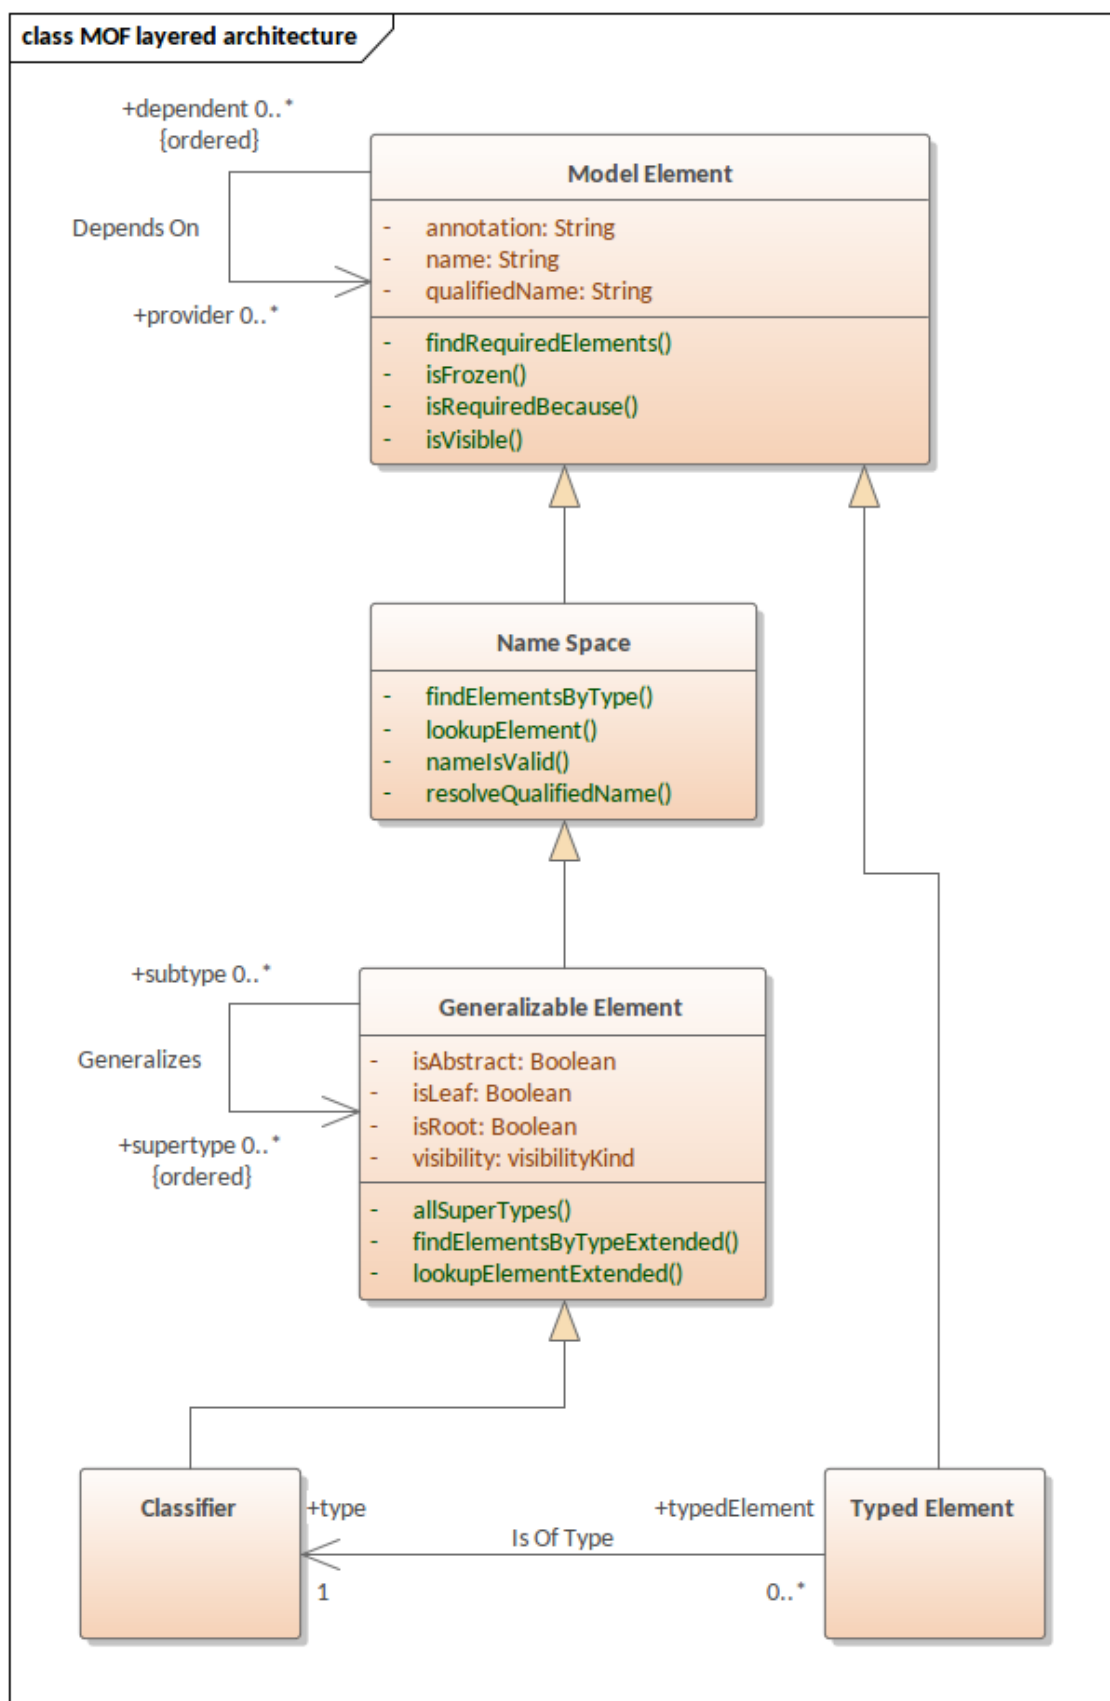 class MOF layered architecture
+dependent 0..*
{ordered}
Depends On
+provider 0..*
Model Element
- annotation: String
- name: String
- qualifiedName: String
- findRequiredElements()
- isFrozen()
- isRequiredBecause()
- isVisible()
Name Space
- findElementsByType()
- lookupElement()
- nameIsValid()
- resolveQualifiedName()
+subtype 0..*
Generalizes
+supertype 0..*
{ordered}
Generalizable Element
- isAbstract: Boolean
- isLeaf: Boolean
- isRoot: Boolean
- visibility: visibilityKind
- allSuperTypes()
- findElementsByTypeExtended()
- lookupElementExtended()
Classifier
+type
+typedElement
Typed Element
Is Of Type
1
0..*